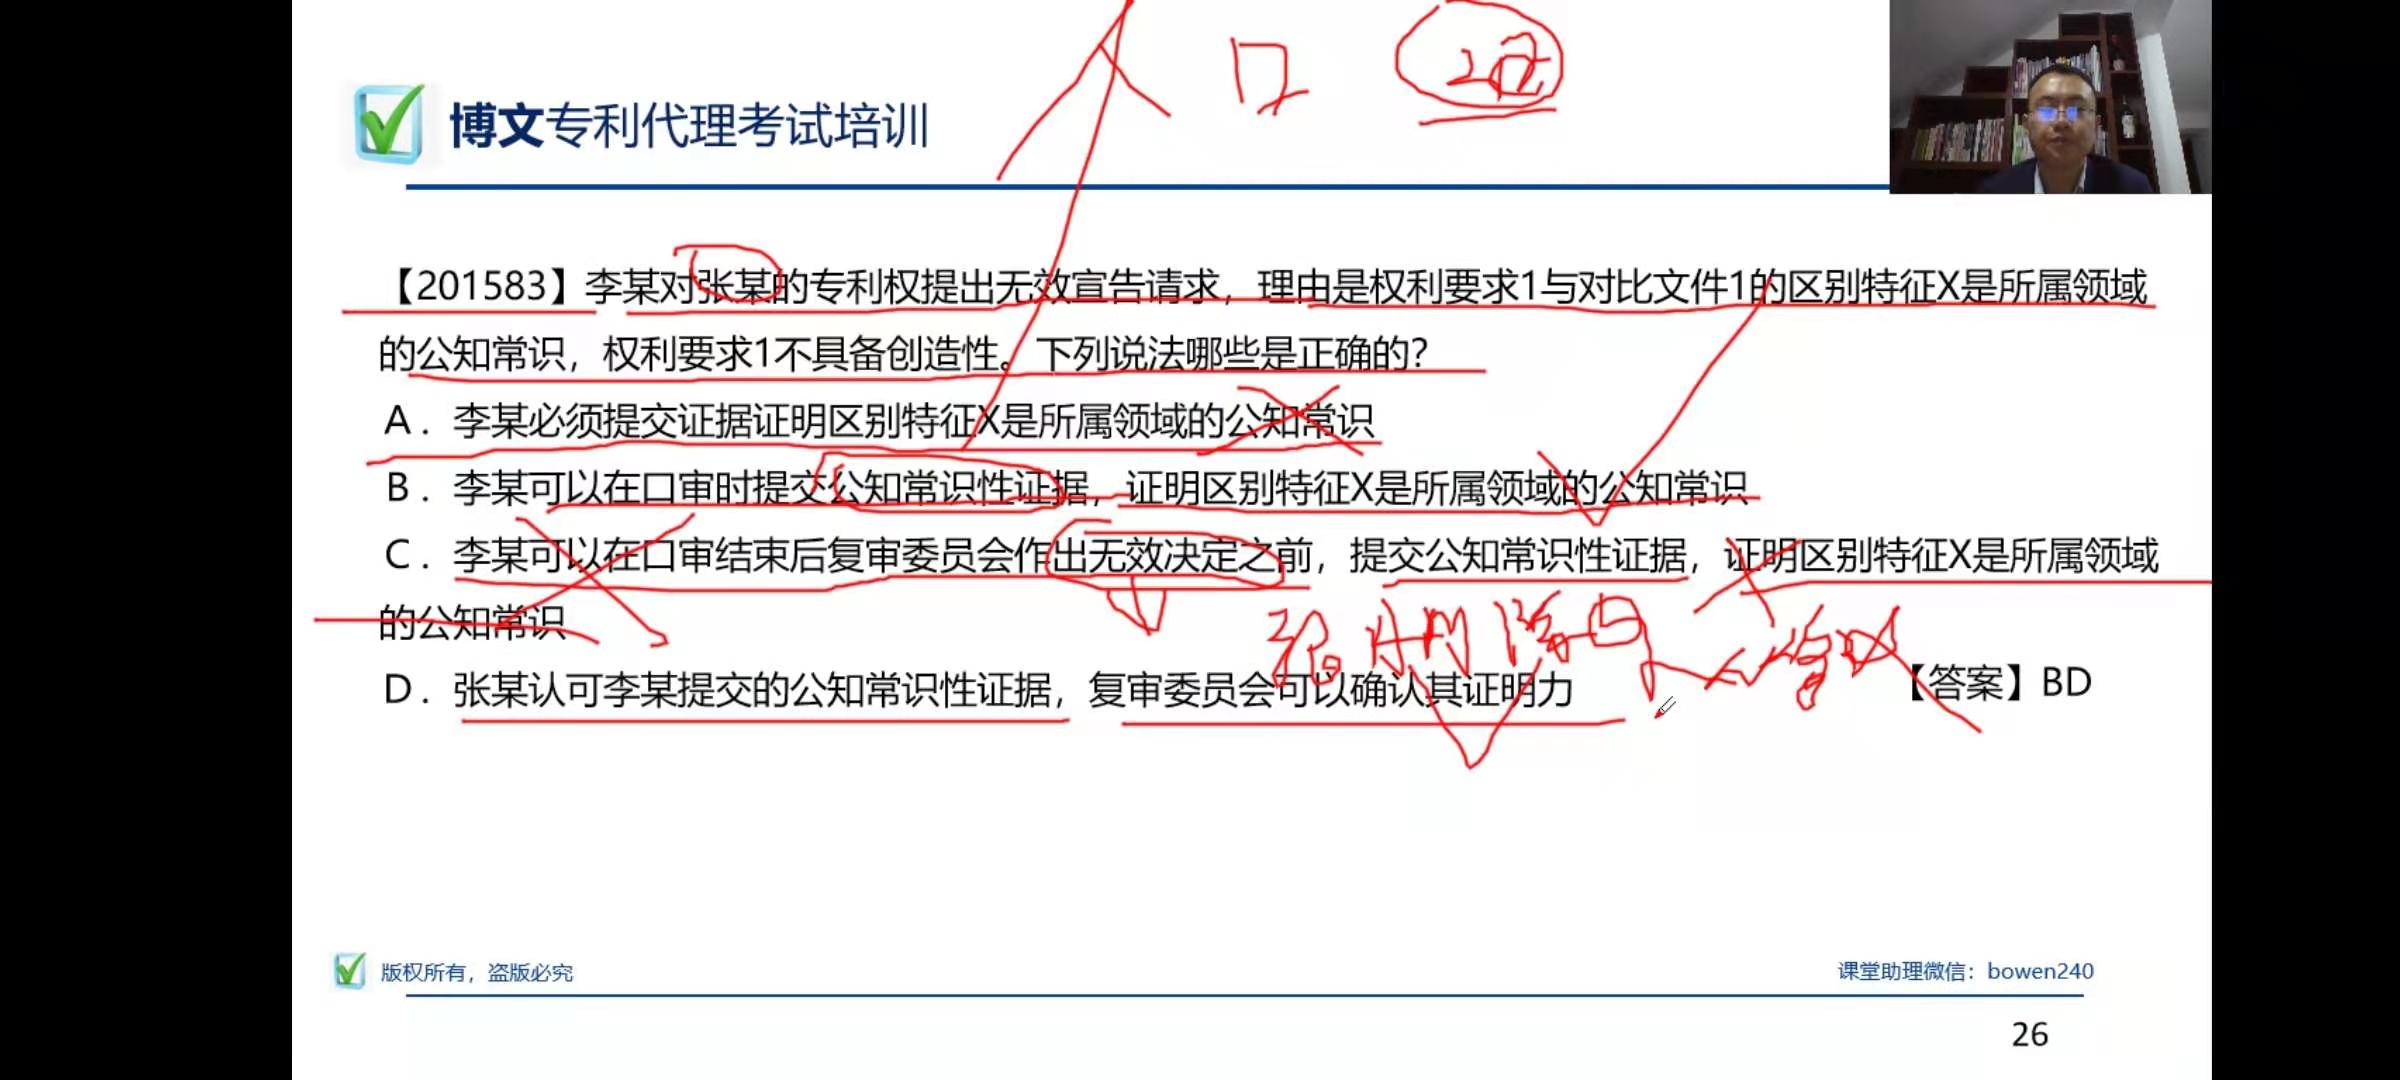 博文专利代理考试培训
【201583】李某对张某的专利权提出无效宣告请求，理由是权利要求1与对比文件1的区别特征X是所属领域
的公知常识，权利要求1不具备创造性。下列说法哪些是正确的？
A．李某必须提交证据证明区别特征X是所属领域的公知常识
B．李某可以在口审时提交公知常识性证据，证明区别特征X是所属领域的公知常识
C．李某可以在口审结束后复审委员会作出无效决定之前，提交公知常识性证据，证明区别特征X是所属领域
的公知常识
D．张某认可李某提交的公知常识性证据，复审委员会可以确认其证明力
【答案】BD
版权所有，盗版必究
课堂助理微信：bowen240
26